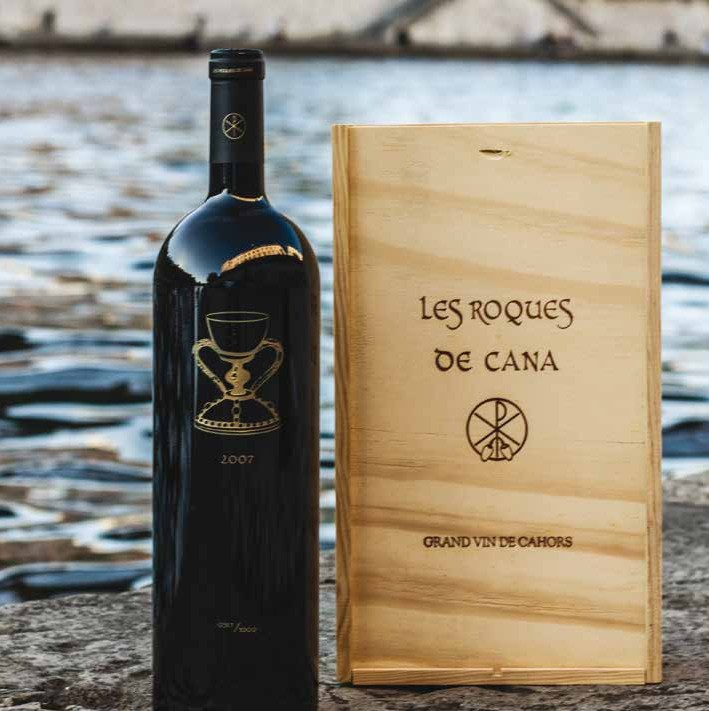 2007
LES ROQUES
DE CANA
GRAND VIN DE CAHORS